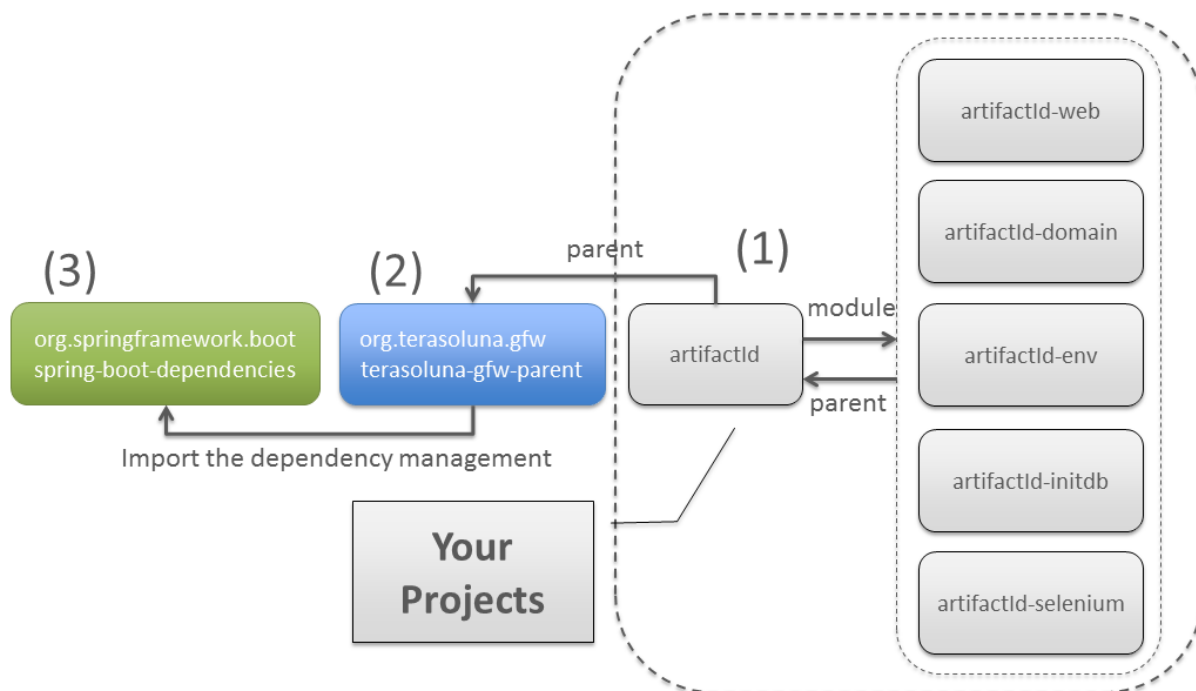 (3)
org.springframework.boot
spring-boot-dependencies
(2)
org.terasoluna.gfw
terasoluna-gfw-parent
Import the dependency management
parent
(1)
artifactId
module
parent
artifactId-web
artifactId-domain
artifactId-env
artifactId-initdb
artifactId-selenium
Your
Projects